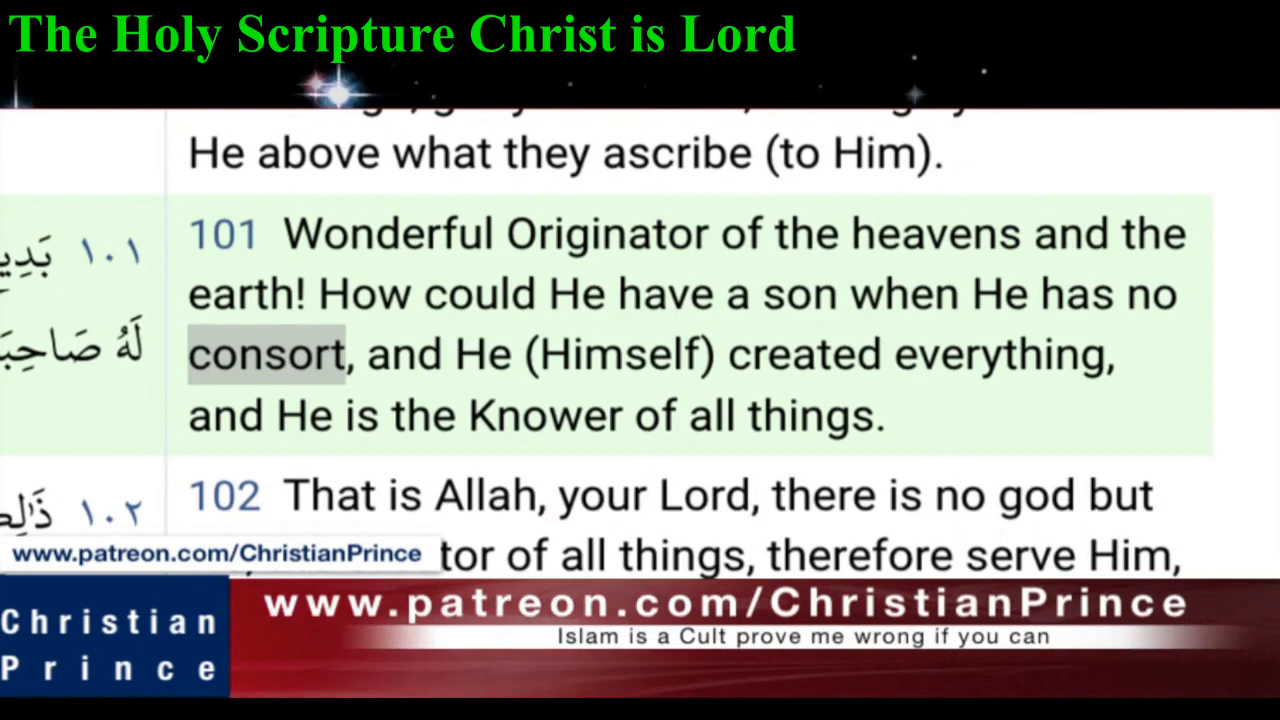 The Holy Scripture Christ is Lord
He above what they ascribe (to Him).
١٠١
لَهُ
101 Wonderful Originator of the heavens and the
earth! How could He have a son when He has no
consort, and He (Himself) created everything,
and He is the Knower of all things.
١٠٢
102 That is Allah, your Lord, there is no god but
tor of all things, therefore serve Him,
www.patreon.com/ChristianPrince
Christian
Prince
www.patreon.com/ChristianPrince
Islam is a Cult prove me wrong if you can